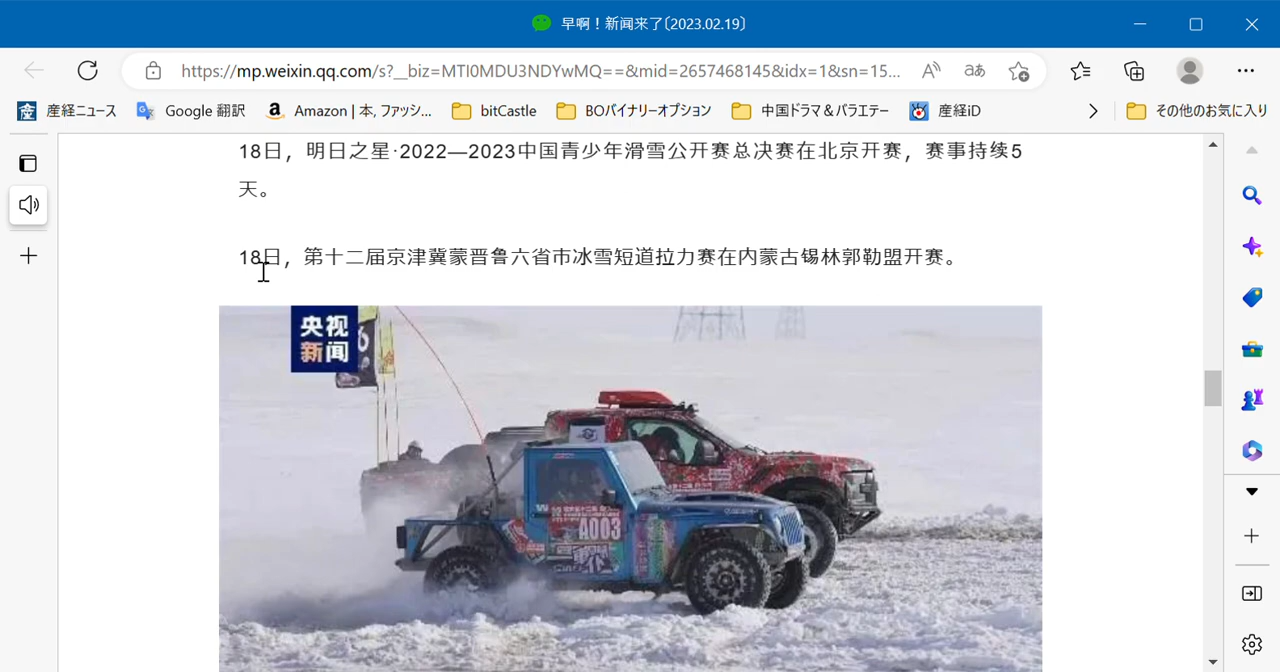 早啊！新闻来了〔2023.02.19〕
https://mp.weixin.qq.com/s?__biz=MTI0MDU3NDYwMQ==&mid=2657468145&idx=1&sn=15...
産経ニュース
Google 翻訳
Amazon | 本, ファッシ...
bitCastle
BOバイナリーオプション
中国ドラマ＆バラエテー
産経iD
その他のお気に入り
18日，明日之星·2022—2023中国青少年滑雪公开赛总决赛在北京开赛，赛事持续5
天。
18日，第十二届京津冀蒙晋鲁六省市冰雪短道拉力赛在内蒙古锡林郭勒盟开赛。
央视
新闻
A003